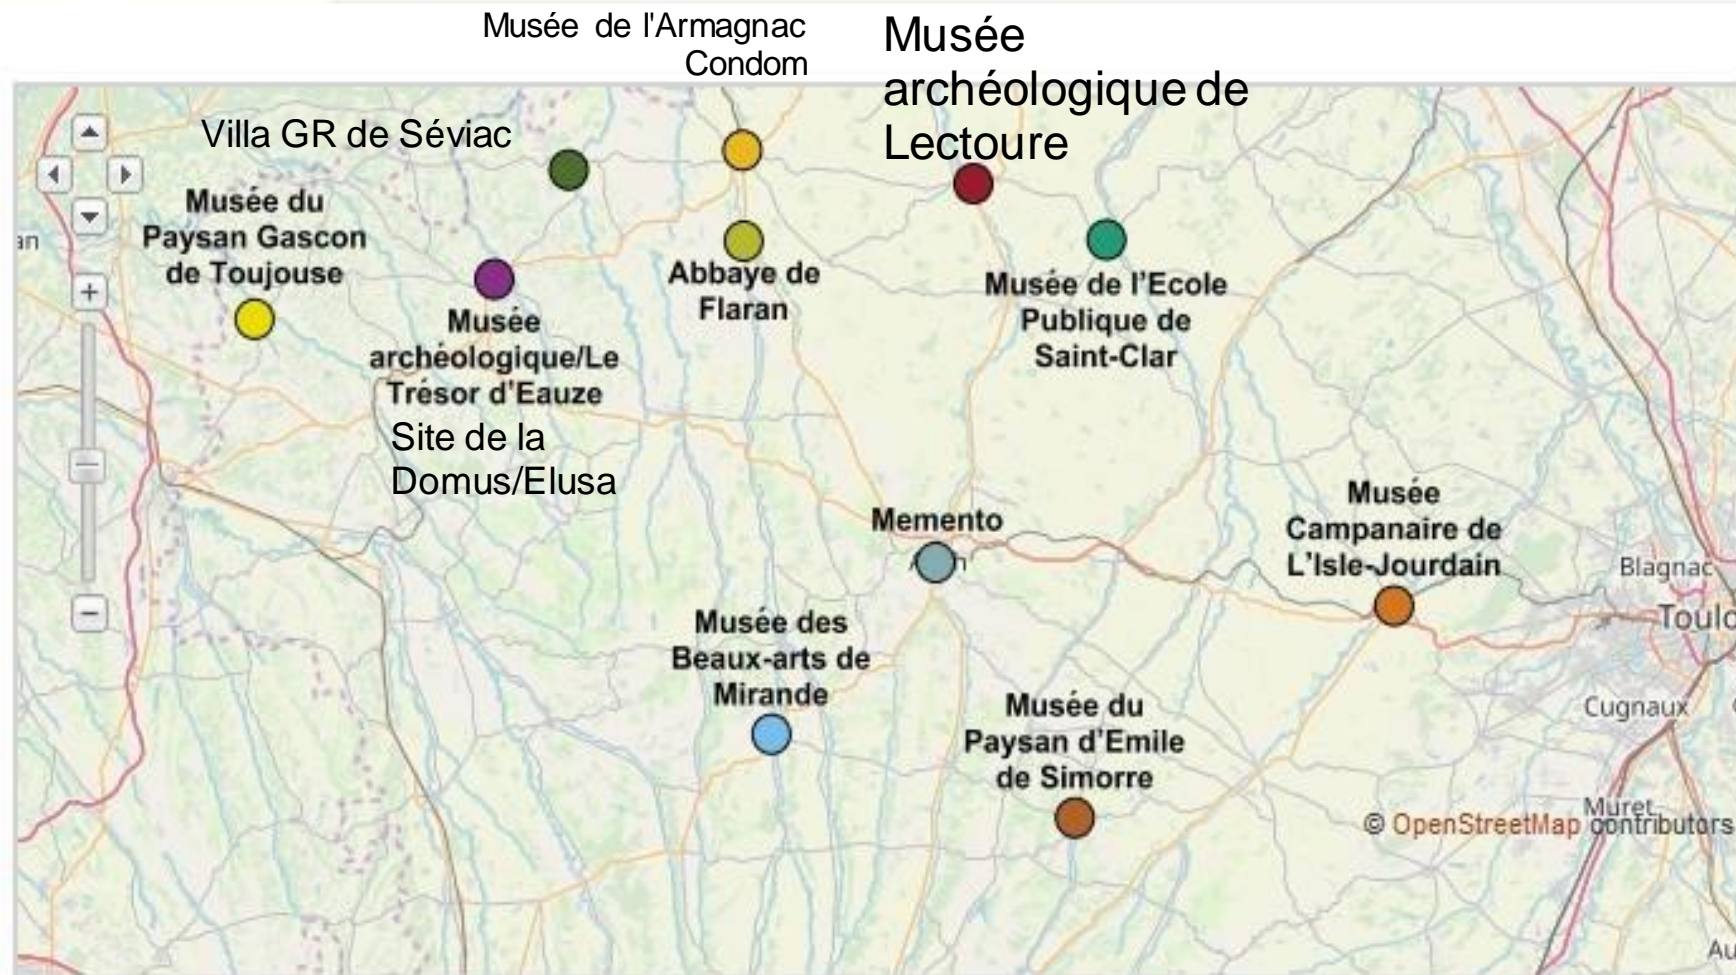 Musée de l'Armagnac
Condom
Musée
archéologique de
Lectoure
Villa GR de Séviac
Musée du
Paysan Gascon
de Toujouse
Musée
archéologique/Le
Trésor d'Eauze
Site de la
Domus/Elusa
Abbaye de
Flaran
Musée de l'Ecole
Publique de
Saint-Clar
Memento
Musée
Campanaire de
L'Isle-Jourdain
Blagnac
Musée des
Beaux-arts de
Mirande
Musée du
Paysan d'Emile
de Simorre
Cugnaux
Muret
© OpenStreetMap contributors